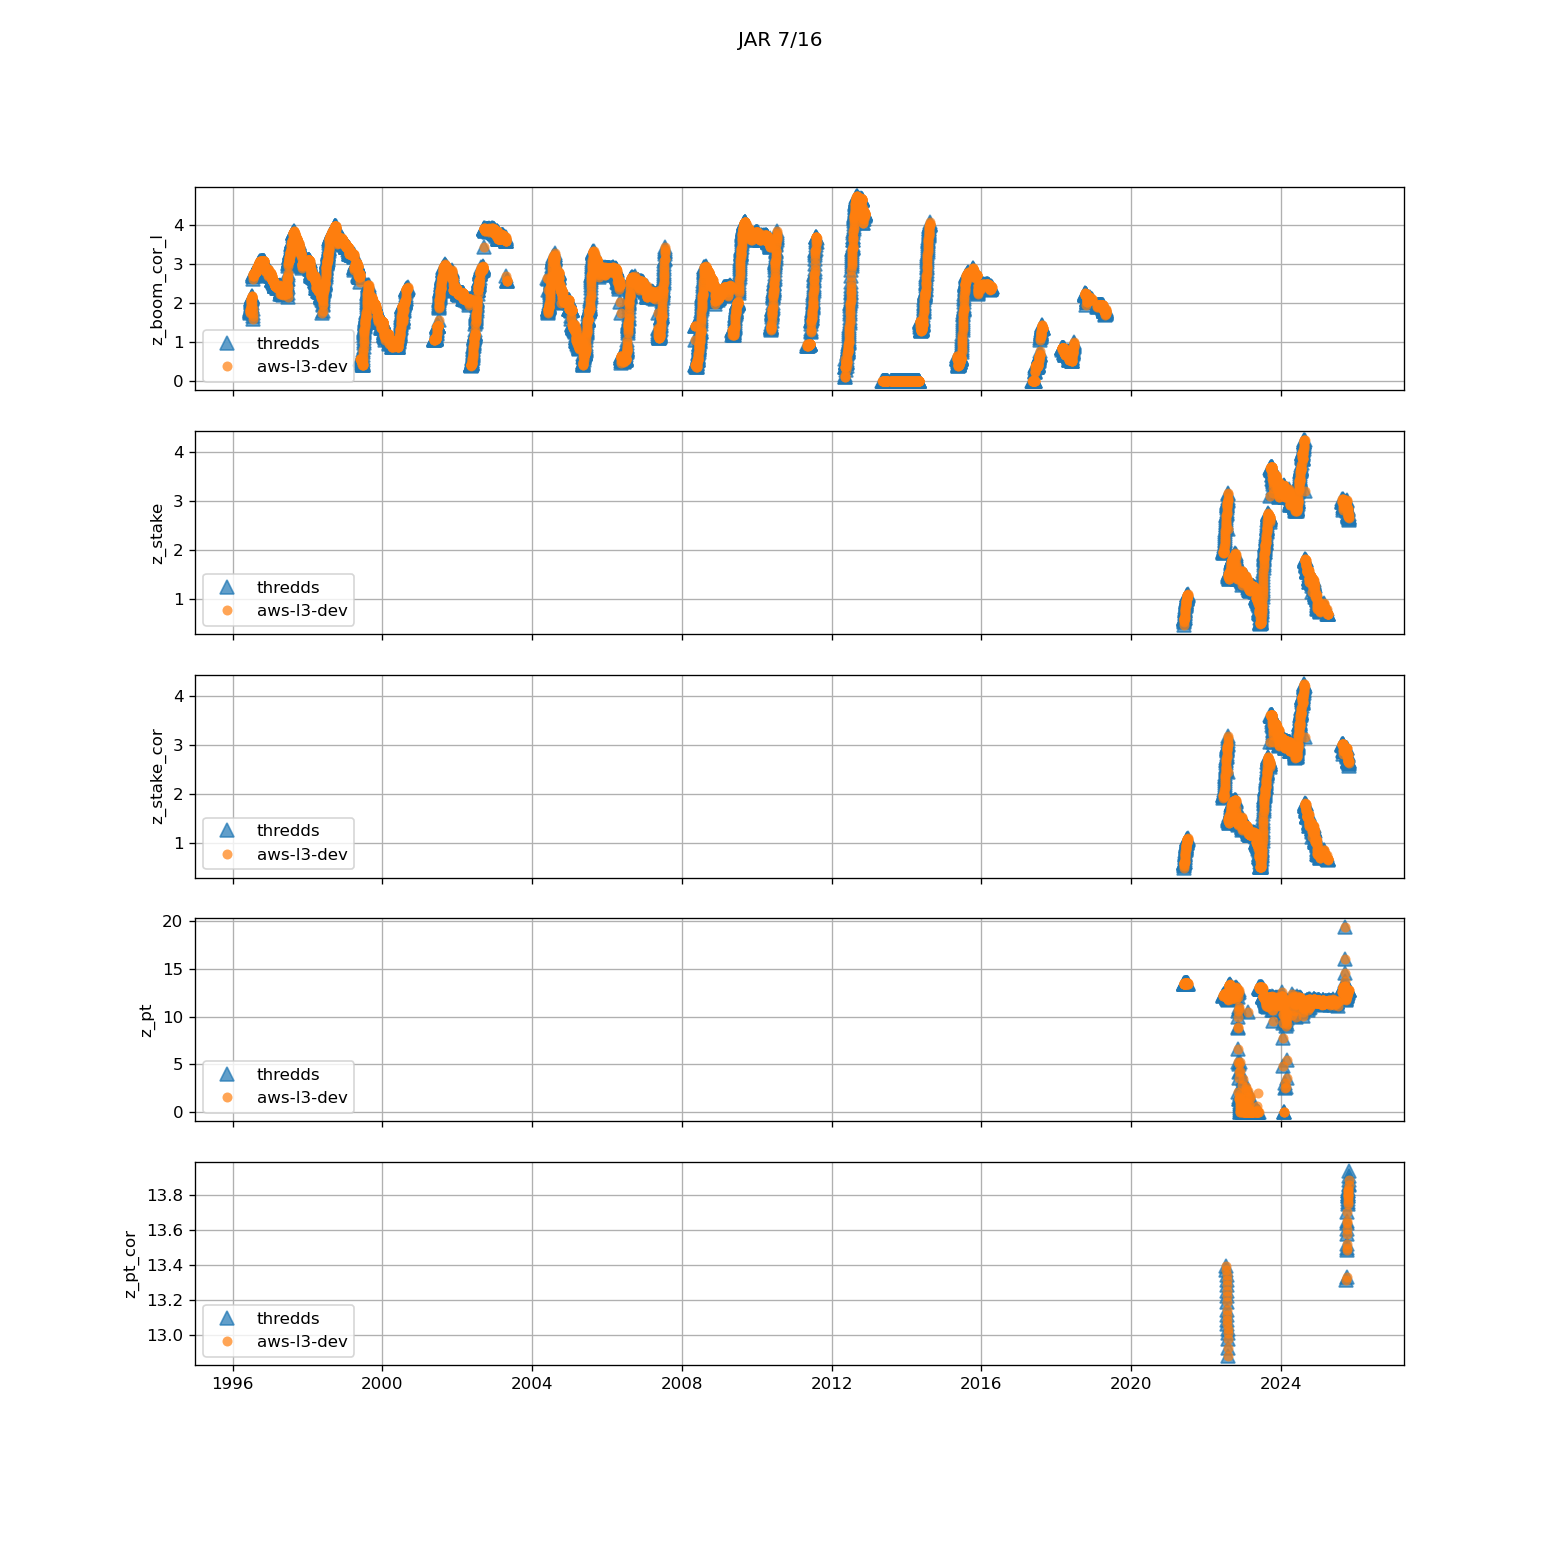 JAR 7/16
z_boom_cor_l
4
3
2
1
0
thredds
aws-l3-dev
z_stake
4
3
2
1
thredds
aws-l3-dev
z_stake_cor
4
3
2
1
thredds
aws-l3-dev
z_pt
20
15
10
5
0
thredds
aws-l3-dev
z_pt_cor
13.8
13.6
13.4
13.2
13.0
thredds
aws-l3-dev
1996 2000 2004 2008 2012 2016 2020 2024